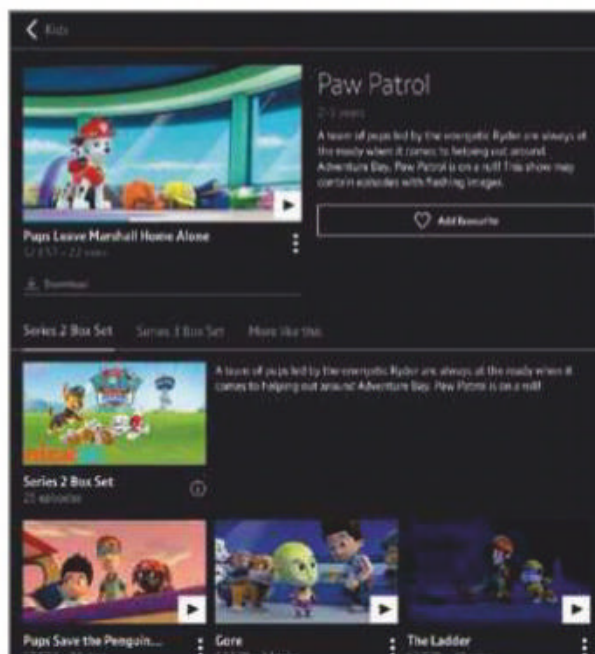 Kids
Paw Patrol
2-5 years
A team of pups led by the energetic Ryder are always at
the ready when it comes to helping out around
Adventure Bay. Paw Patrol is on a roll! This show may
contain episodes with flashing images.
Add favourite
Pups Leave Marshall Home Alone
Download
Series 2 Box Set
Series 3 Box Set
More like this
A team of pups led by the energetic Ryder are always at the ready when it
comes to helping out around Adventure Bay. Paw Patrol is on a roll!
Series 2 Box Set
episodes
Pups Save the Penguin...
Gore
The Ladder